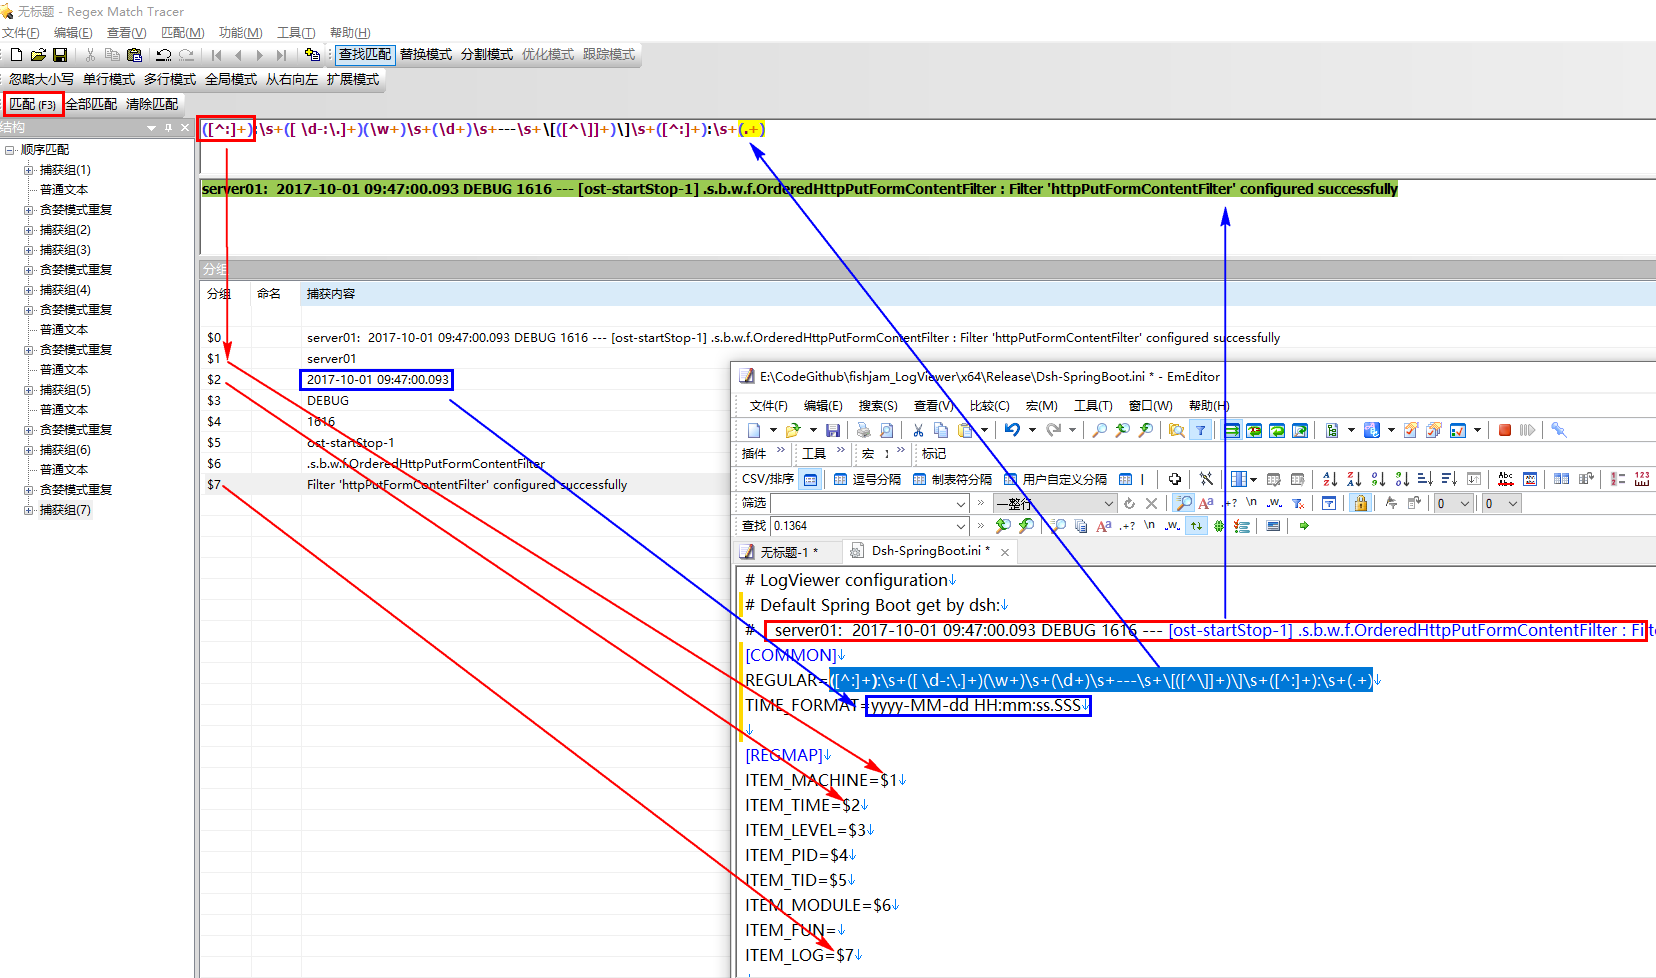 无标题 - Regex Match Tracer
文件(F) 编辑(E) 查看(V) 匹配(M) 功能(M) 工具(T) 帮助(H)
查找匹配 替换模式 分割模式 优化模式 跟踪模式
忽略大小写 单行模式 多行模式 全局模式 从右向左 扩展模式
匹配 (F3) 全部匹配 清除匹配
结构
([^:]+):\s+([ \d-:\.]+)(\w+)\s+(\d+)\s+---\s+\[([^\]]+)\]\s+([^:]+):\s+(.+)
顺序匹配
捕获组(1)
普通文本
贪婪模式重复
捕获组(2)
捕获组(3)
贪婪模式重复
捕获组(4)
贪婪模式重复
普通文本
贪婪模式重复
普通文本
捕获组(5)
普通文本
贪婪模式重复
捕获组(6)
普通文本
贪婪模式重复
捕获组(7)
server01:  2017-10-01 09:47:00.093 DEBUG 1616 --- [ost-startStop-1] .s.b.w.f.OrderedHttpPutFormContentFilter : Filter 'httpPutFormContentFilter' configured successfully
分组
分组 命名 捕获内容
$0 server01:  2017-10-01 09:47:00.093 DEBUG 1616 --- [ost-startStop-1] .s.b.w.f.OrderedHttpPutFormContentFilter : Filter 'httpPutFormContentFilter' configured successfully
$1 server01
$2 2017-10-01 09:47:00.093
$3 DEBUG
$4 1616
$5 ost-startStop-1
$6 .s.b.w.f.OrderedHttpPutFormContentFilter
$7 Filter 'httpPutFormContentFilter' configured successfully
E:\CodeGithub\fishjam_LogViewer\x64\Release\Dsh-SpringBoot.ini * - EmEditor
文件(F) 编辑(E) 搜索(S) 查看(V) 比较(C) 宏(M) 工具(T) 窗口(W) 帮助(H)
插件 » 工具 » 宏 » 标记
CSV/排序 逗号分隔 制表符分隔 用户自定义分隔
筛选 » 一整行 0 0
查找 0.1364 »
无标题-1 * Dsh-SpringBoot.ini *
# LogViewer configuration↓
# Default Spring Boot get by dsh:↓
#   server01:  2017-10-01 09:47:00.093 DEBUG 1616 --- [ost-startStop-1] .s.b.w.f.OrderedHttpPutFormContentFilter : Filte
[COMMON]↓
REGULAR=([^:]+):\s+([ \d-:\.]+)(\w+)\s+(\d+)\s+---\s+\[([^\]]+)\]\s+([^:]+):\s+(.+)↓
TIME_FORMAT=yyyy-MM-dd HH:mm:ss.SSS↓
↓
[REGMAP]↓
ITEM_MACHINE=$1↓
ITEM_TIME=$2↓
ITEM_LEVEL=$3↓
ITEM_PID=$4↓
ITEM_TID=$5↓
ITEM_MODULE=$6↓
ITEM_FUN=↓
ITEM_LOG=$7↓